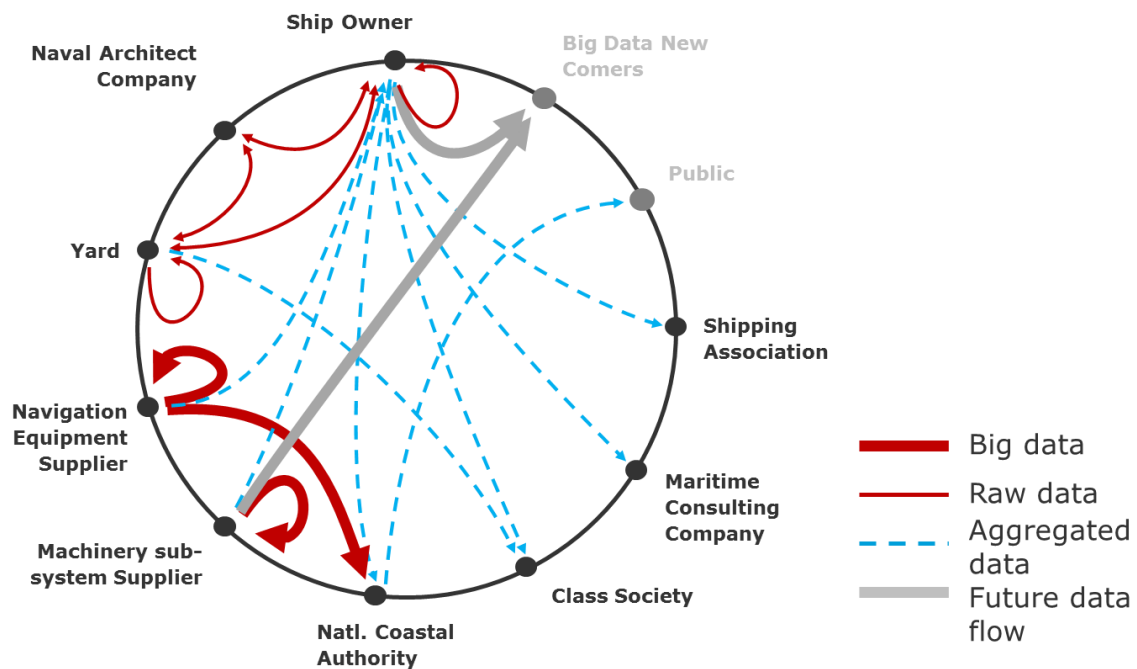 Ship Owner
Big Data New
Comers
Naval Architect
Company
Public
Yard
Shipping
Association
Navigation
Equipment
Supplier
Maritime
Consulting
Company
Machinery sub-
system Supplier
Class Society
Natl. Coastal
Authority
Big data
Raw data
Aggregated
data
Future data
flow